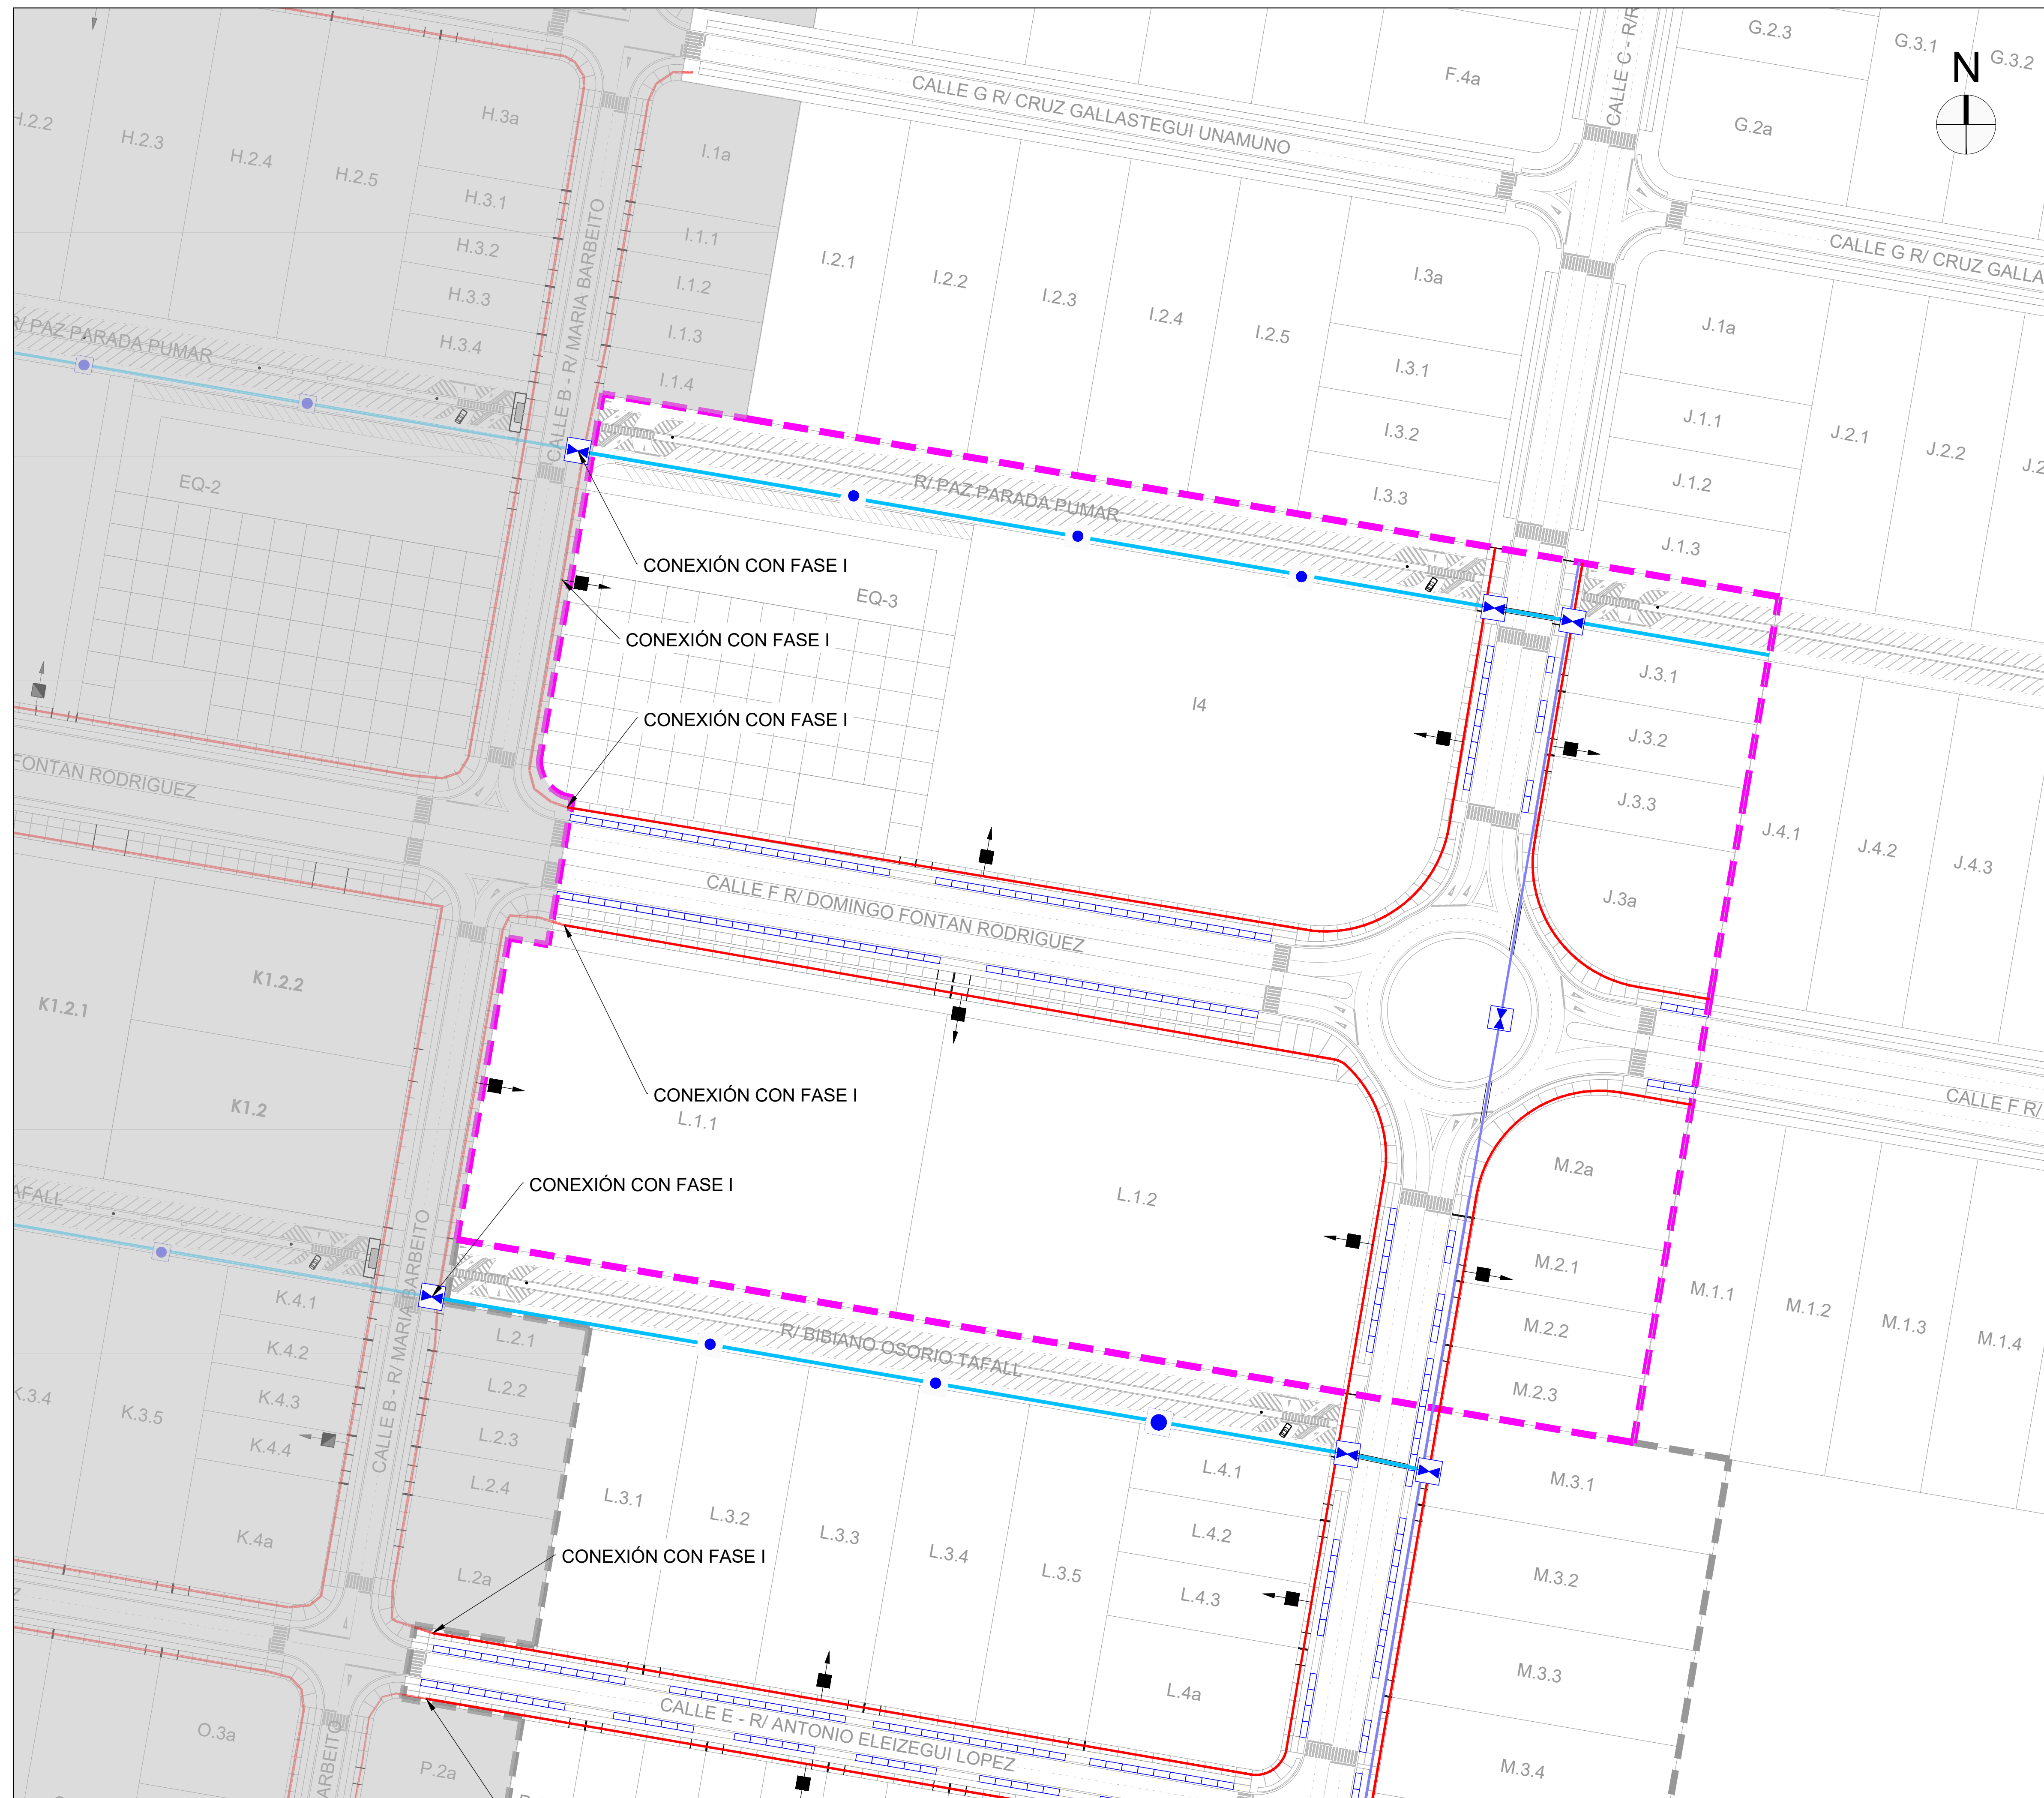 G.2.3
G.3.1
G.3.2
N
CALLE C - R/R
F.4a
G.2a
CALLE G R/ CRUZ GALLASTEGUI UNAMUNO
CALLE G R/ CRUZ GALLA
H.2.2
H.2.3
H.2.4
H.2.5
H.3a
H.3.1
H.3.2
H.3.3
H.3.4
CALLE B - R/ MARIA BARBEITO
I.1a
I.1.1
I.1.2
I.1.3
I.1.4
I.2.1
I.2.2
I.2.3
I.2.4
I.2.5
I.3a
I.3.1
I.3.2
I.3.3
J.1a
J.1.1
J.1.2
J.1.3
J.2.1
J.2.2
J.2
R/ PAZ PARADA PUMAR
R/ PAZ PARADA PUMAR
EQ-2
CONEXIÓN CON FASE I
EQ-3
CONEXIÓN CON FASE I
CONEXIÓN CON FASE I
I4
J.3.1
J.3.2
J.3.3
J.3a
J.4.1
J.4.2
J.4.3
FONTAN RODRIGUEZ
CALLE F R/ DOMINGO FONTAN RODRIGUEZ
CALLE F R/
K1.2.1
K1.2.2
K1.2
CONEXIÓN CON FASE I
L.1.1
L.1.2
CONEXIÓN CON FASE I
M.2a
M.2.1
M.2.2
M.2.3
M.1.1
M.1.2
M.1.3
M.1.4
AFALL
CALLE B - R/ MARIA BARBEITO
R/ BIBIANO OSORIO TAFALL
K.3.4
K.3.5
K.4.1
K.4.2
K.4.3
K.4.4
K.4a
L.2.1
L.2.2
L.2.3
L.2.4
L.2a
L.3.1
L.3.2
L.3.3
L.3.4
L.3.5
L.4.1
L.4.2
L.4.3
L.4a
M.3.1
M.3.2
M.3.3
M.3.4
CONEXIÓN CON FASE I
CALLE E - R/ ANTONIO ELEIZEGUI LOPEZ
Z
O.3a
ARBEITO
P.2a